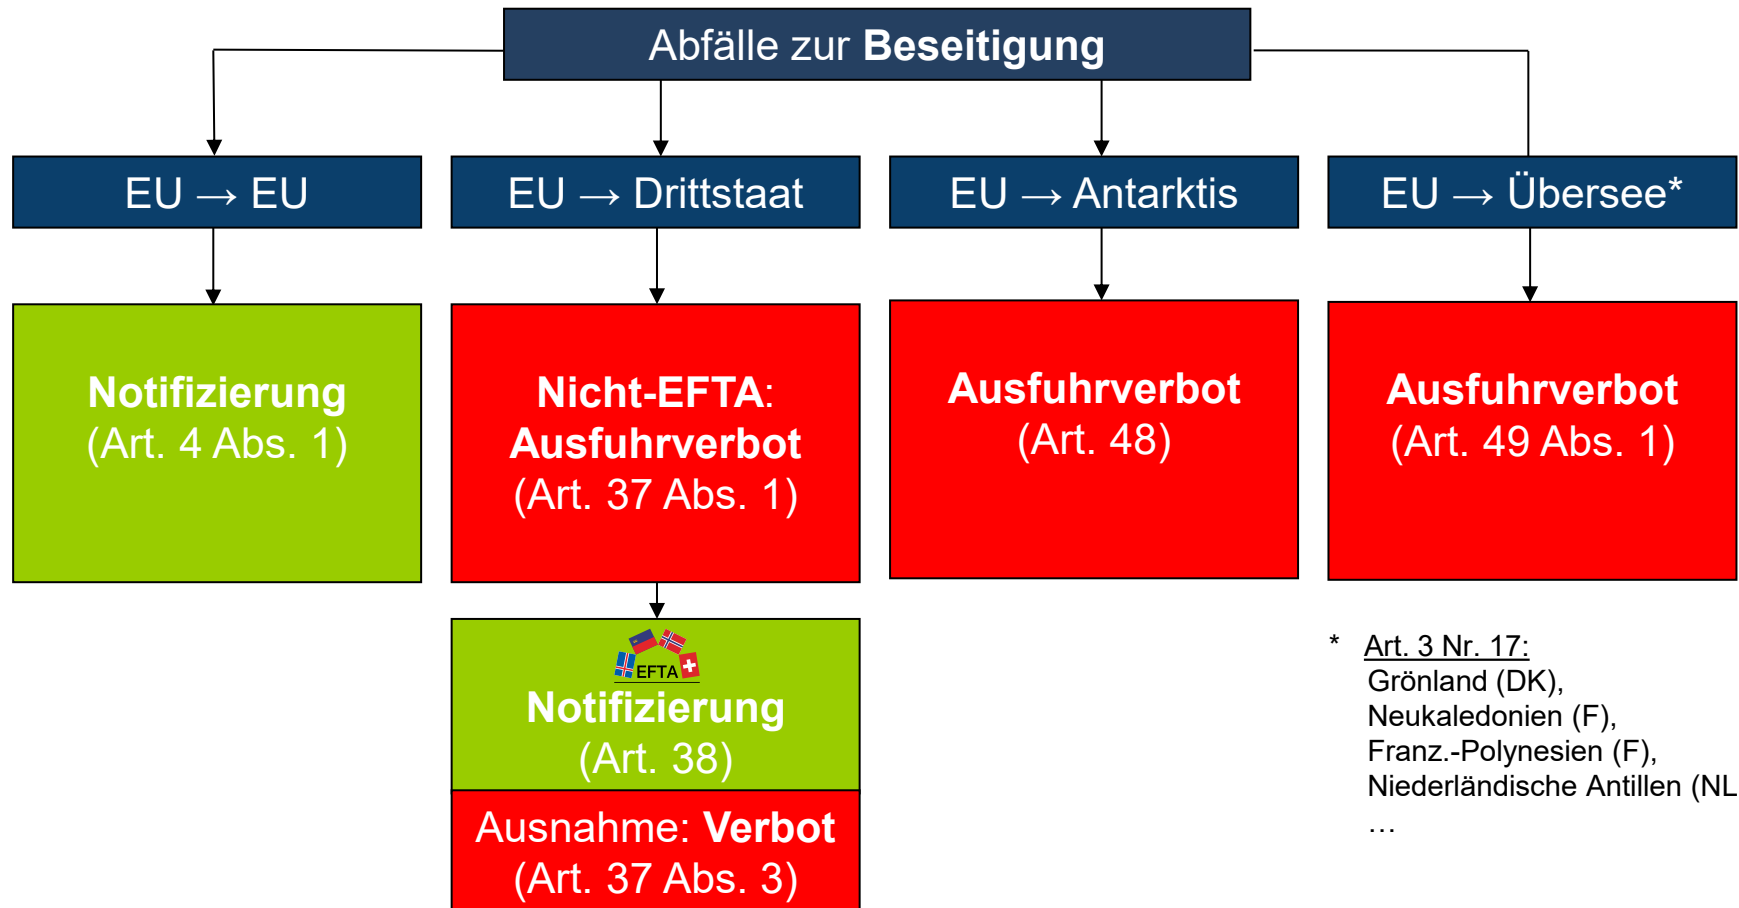 Abfälle zur Beseitigung
EU → EU
EU → Drittstaat
EU → Antarktis
EU → Übersee*
Notifizierung
(Art. 4 Abs. 1)
Nicht-EFTA:
Ausfuhrverbot
(Art. 37 Abs. 1)
Ausfuhrverbot
(Art. 48)
Ausfuhrverbot
(Art. 49 Abs. 1)
EFTA
Notifizierung
(Art. 38)
Ausnahme: Verbot
(Art. 37 Abs. 3)
* Art. 3 Nr. 17:
Grönland (DK),
Neukaledonien (F),
Franz.-Polynesien (F),
Niederländische Antillen (NL
…